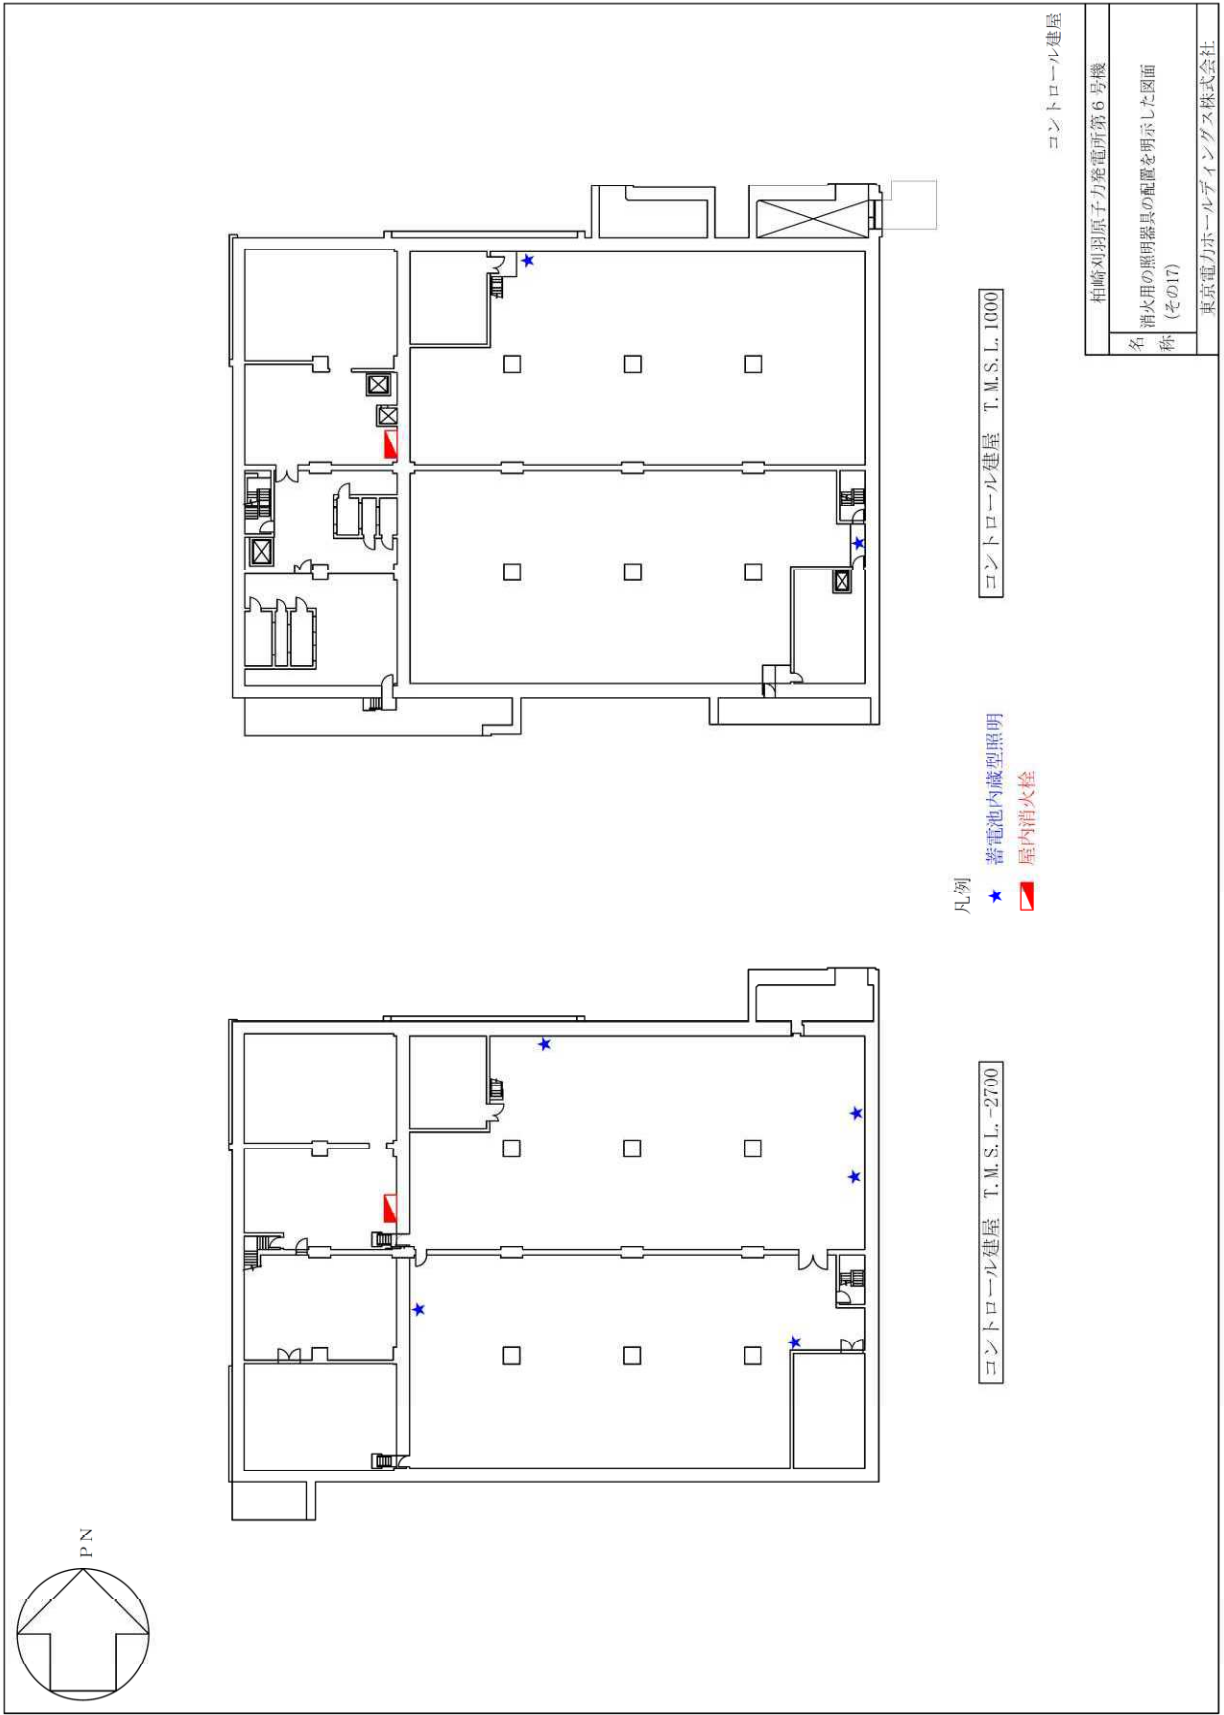 PN
コントロール建屋　T.M.S.L.-2700
コントロール建屋　T.M.S.L.1000
凡例
★ 蓄電池内蔵型照明
屋内消火栓
コントロール建屋
柏崎刈羽原子力発電所第６号機
名称
消火用の照明器具の配置を明示した図面
(その17)
東京電力ホールディングス株式会社